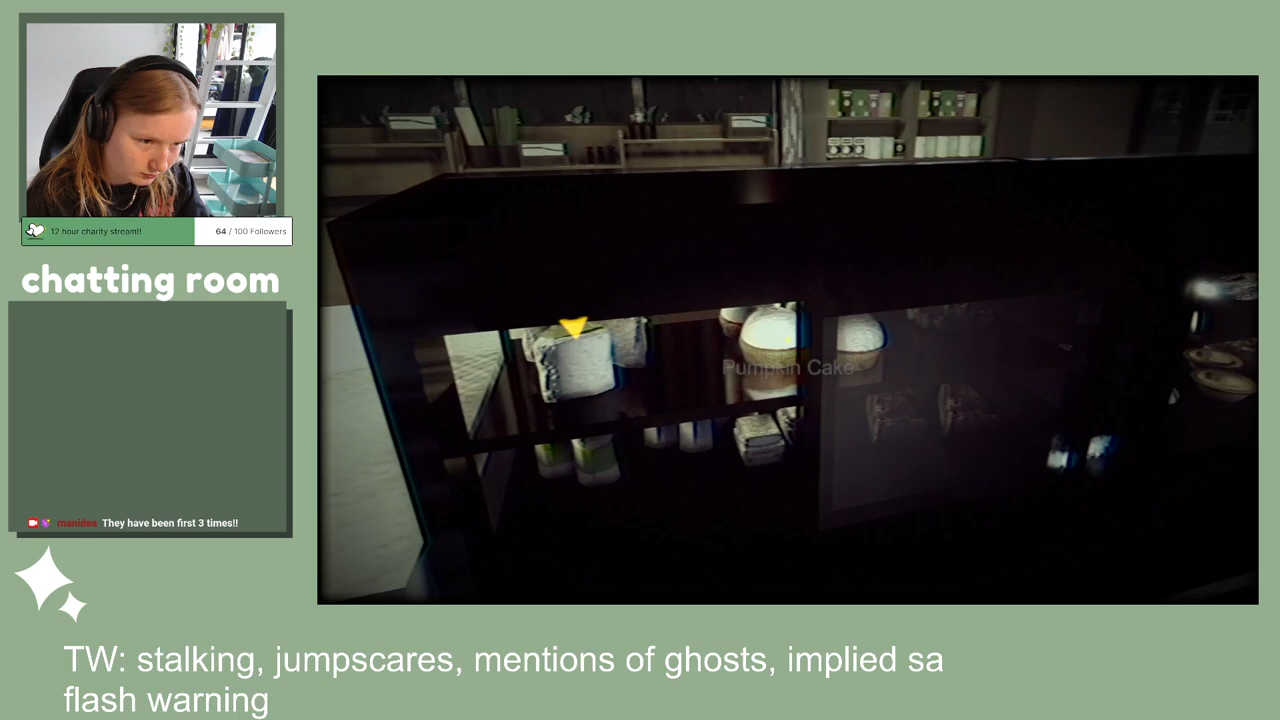 12 hour charity stream!!
64 / 100 Followers
chatting room
manidea They have been first 3 times!!
Pumpkin Cake
TW: stalking, jumpscares, mentions of ghosts, implied sa
flash warning